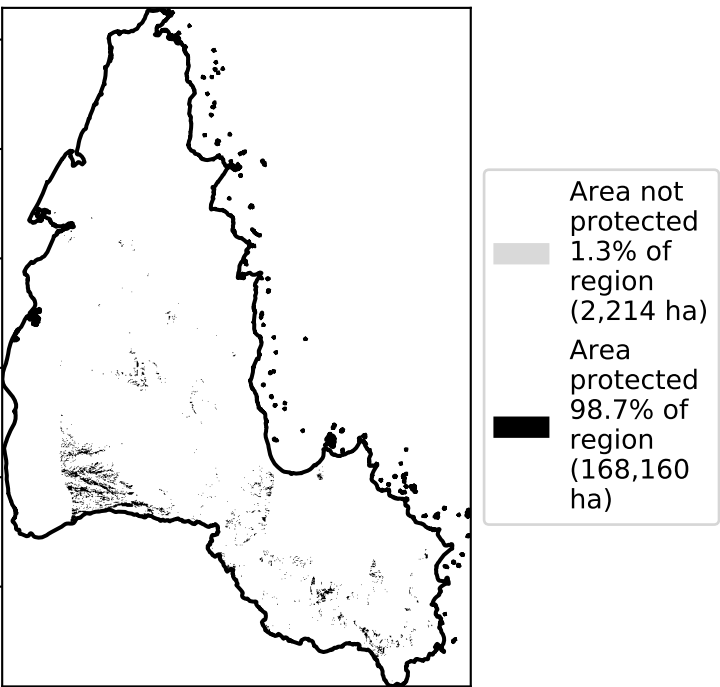 Area not
protected
1.3% of
region
(2,214 ha)
Area
protected
98.7% of
region
(168,160
ha)